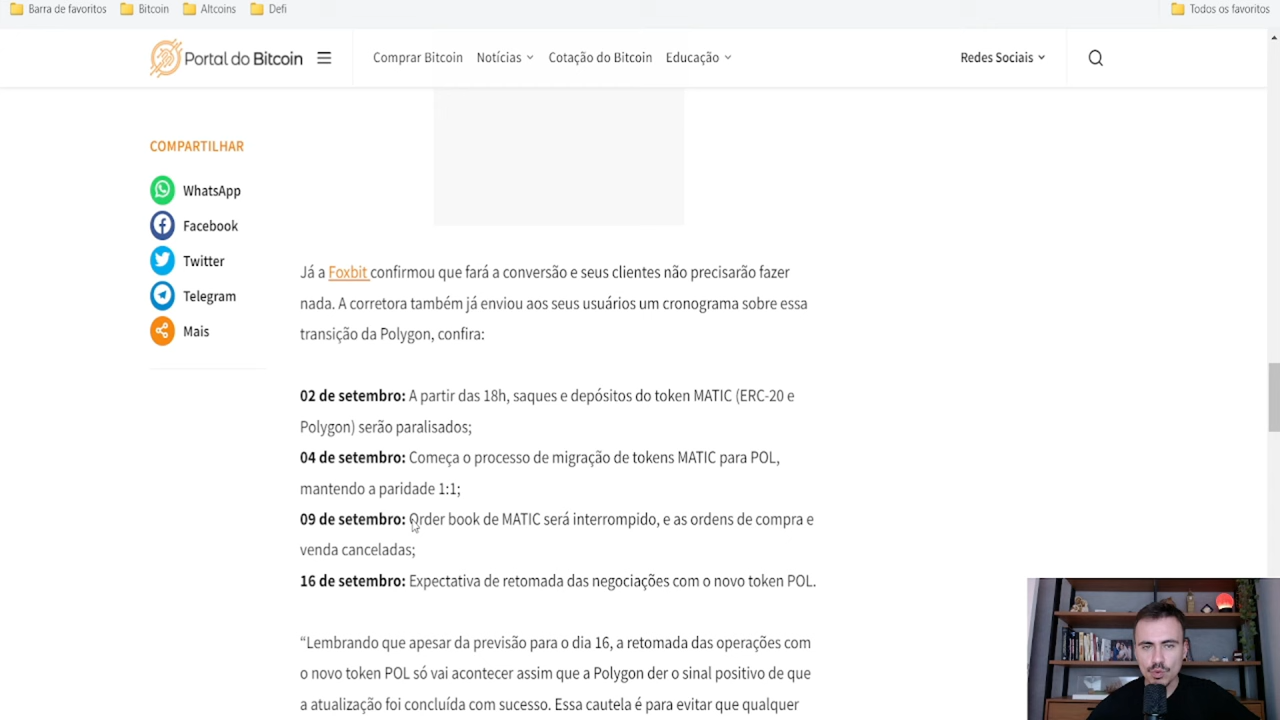 Barra de favoritos Bitcoin Altcoins Defi Todos os favoritos
Portal do Bitcoin Comprar Bitcoin Notícias Cotação do Bitcoin Educação Redes Sociais
COMPARTILHAR
WhatsApp
Facebook
Twitter
Telegram
Mais
Já a Foxbit confirmou que fará a conversão e seus clientes não precisarão fazer
nada. A corretora também já enviou aos seus usuários um cronograma sobre essa
transição da Polygon, confira:
02 de setembro: A partir das 18h, saques e depósitos do token MATIC (ERC-20 e
Polygon) serão paralisados;
04 de setembro: Começa o processo de migração de tokens MATIC para POL,
mantendo a paridade 1:1;
09 de setembro: Order book de MATIC será interrompido, e as ordens de compra e
venda canceladas;
16 de setembro: Expectativa de retomada das negociações com o novo token POL.
“Lembrando que apesar da previsão para o dia 16, a retomada das operações com
o novo token POL só vai acontecer assim que a Polygon der o sinal positivo de que
a atualização foi concluída com sucesso. Essa cautela é para evitar que qualquer